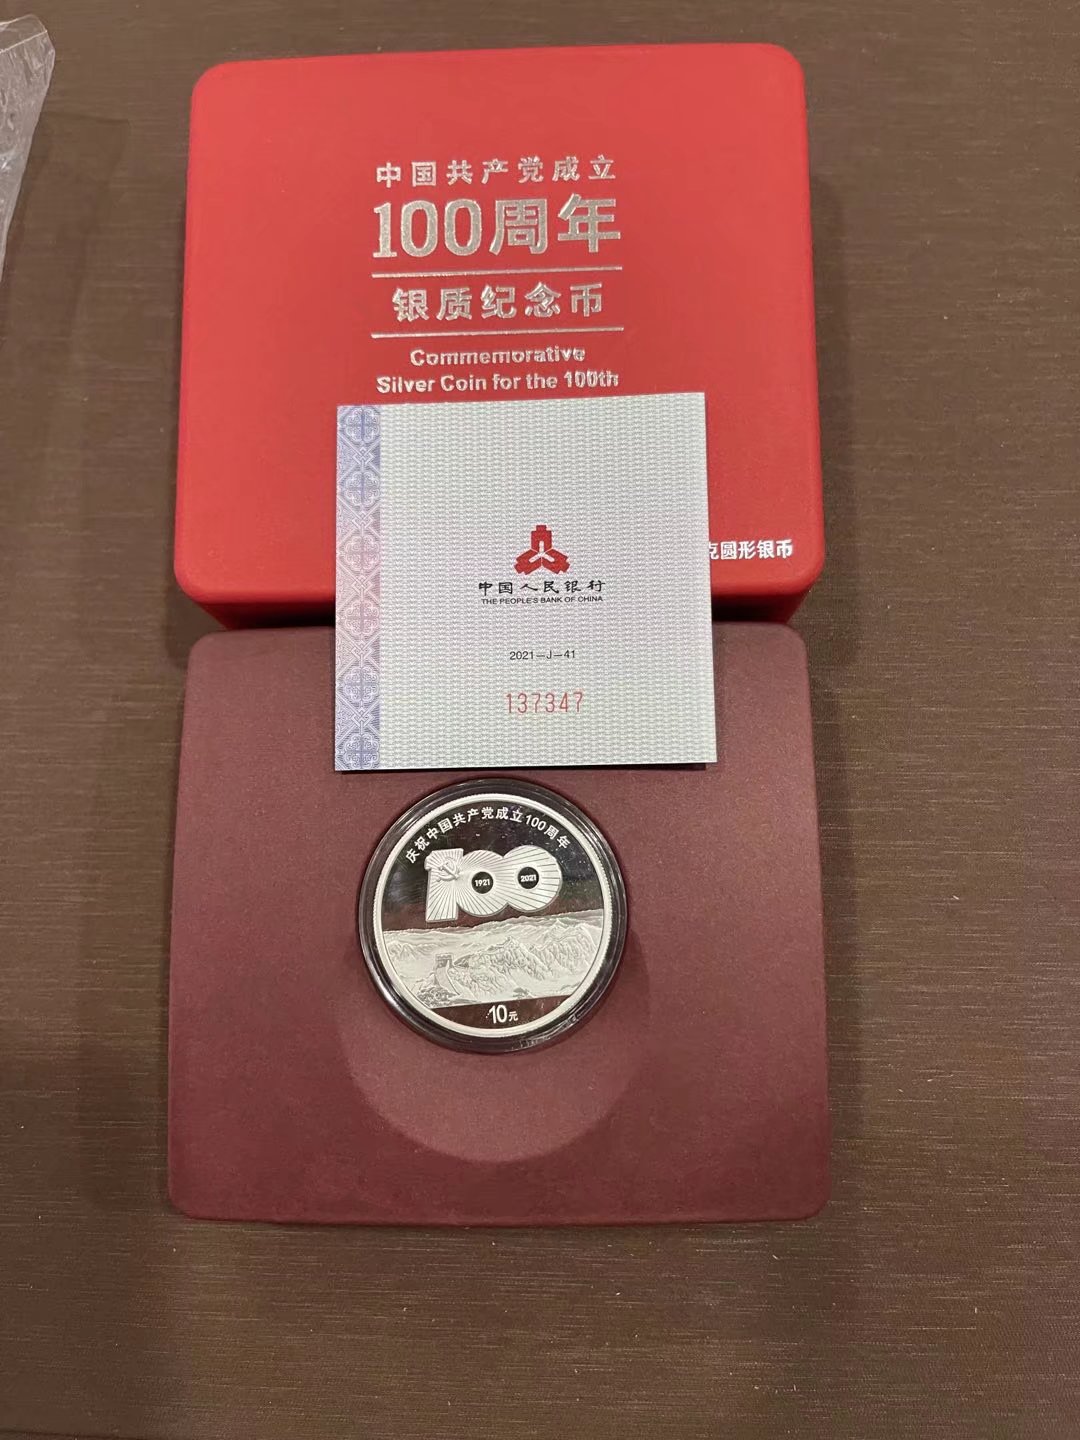 中国共产党成立
100周年
银质纪念币
Commemorative
Silver Coin for the 100th
克圆形银币
中国人民银行
THE PEOPLE'S BANK OF CHINA
2021-J-41
137347
庆祝中国共产党成立100周年
100
1921
2021
10元